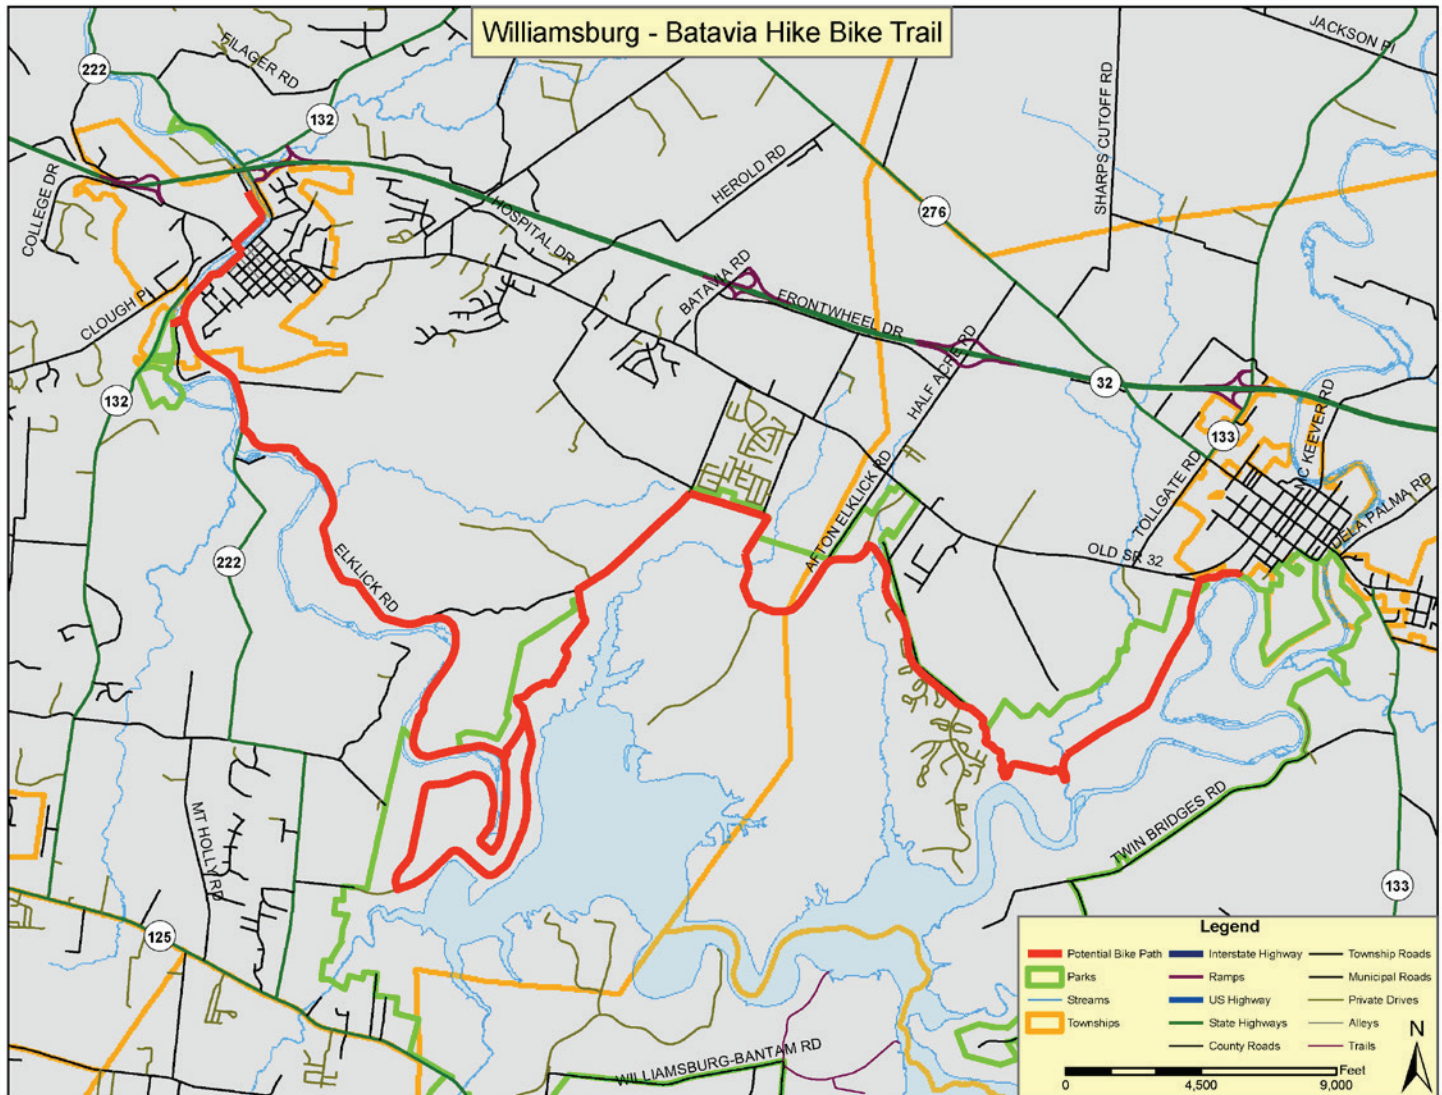 Williamsburg - Batavia Hike Bike Trail
JACKSON PI
FILAGER RD
222
132
SHARPS CUTOFF RD
HEROLD RD
COLLEGE DR
276
HOSPITAL DR
BATAVIA RD
CLOUGH PI
FRONTWHEEL DR
HALF ACRE RD
32
132
MC KEEVER RD
133
TOLLGATE RD
AFTON ELKLICK RD
DELA PALMA RD
OLD SR 32
222
ELKLICK RD
MT HOLLY RD
TWIN BRIDGES RD
133
125
WILLIAMSBURG-BANTAM RD
Legend
Potential Bike Path
Parks
Streams
Townships
Interstate Highway
Ramps
US Highway
State Highways
County Roads
Township Roads
Municipal Roads
Private Drives
Alleys
Trails
N
Feet
0 4,500 9,000